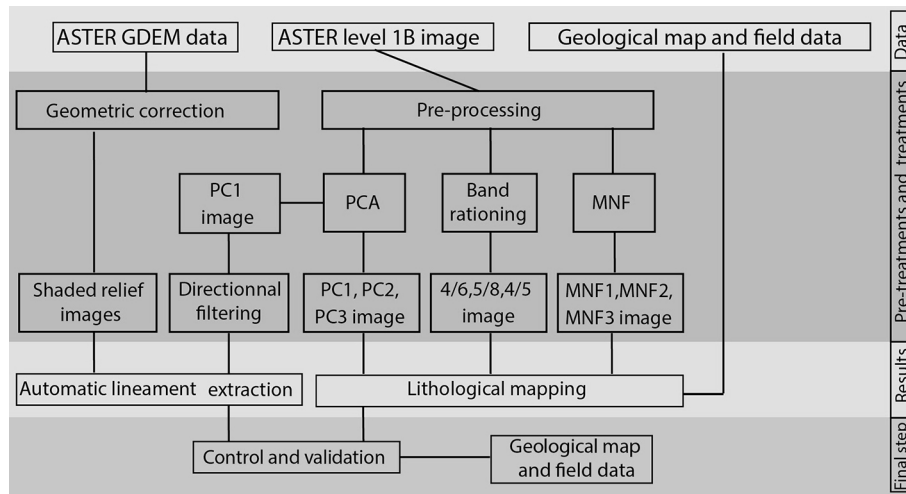 ASTER GDEM data
ASTER level 1B image
Geological map and field data
Data
Geometric correction
Pre-processing
PC1
image
PCA
Band
rationing
MNF
Shaded relief
images
Directionnal
filtering
PC1, PC2,
PC3 image
4/6,5/8,4/5
image
MNF1,MNF2,
MNF3 image
Pre-treatments and treatments
Automatic lineament extraction
Lithological mapping
Results
Control and validation
Geological map
and field data
Final step